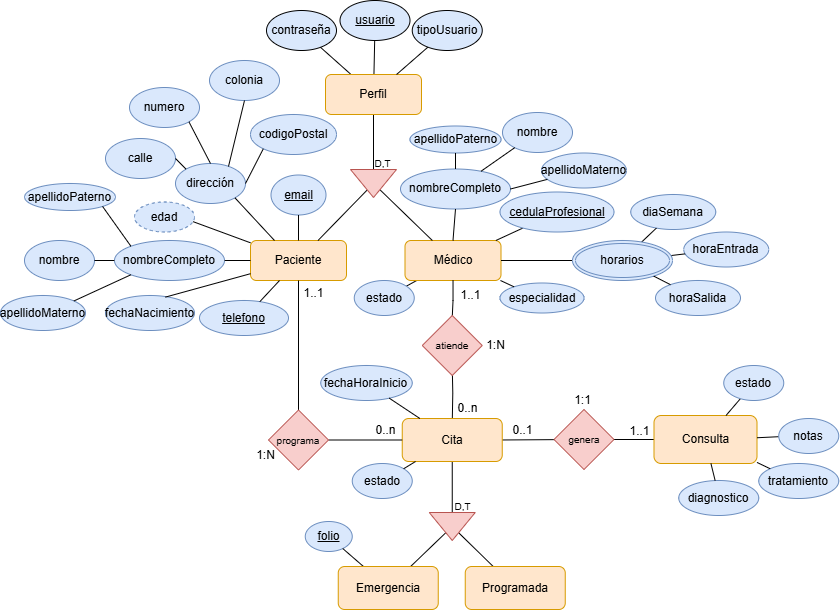 usuario
contraseña
tipoUsuario
colonia
Perfil
numero
codigoPostal
nombre
apellidoPaterno
calle
D,T
apellidoMaterno
dirección
nombreCompleto
apellidoPaterno
email
edad
cedulaProfesional
diaSemana
horaEntrada
nombre
nombreCompleto
Paciente
Médico
horarios
1..1
1..1
estado
especialidad
horaSalida
apellidoMaterno
fechaNacimiento
telefono
atiende
1:N
fechaHoraInicio
estado
1:1
0..n
0..n
0..1
1..1
programa
Cita
genera
Consulta
notas
1:N
estado
tratamiento
diagnostico
D,T
folio
Emergencia
Programada